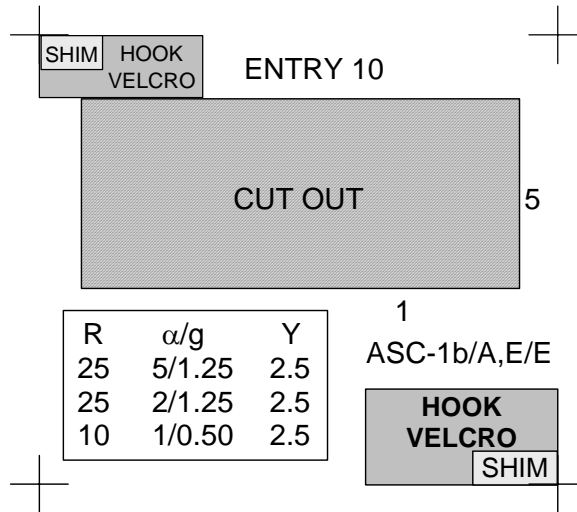 SHIM HOOK
VELCRO
ENTRY 10
CUT OUT
5
1
R α/g Y
25 5/1.25 2.5
25 2/1.25 2.5
10 1/0.50 2.5
ASC-1b/A,E/E
HOOK
VELCRO
SHIM